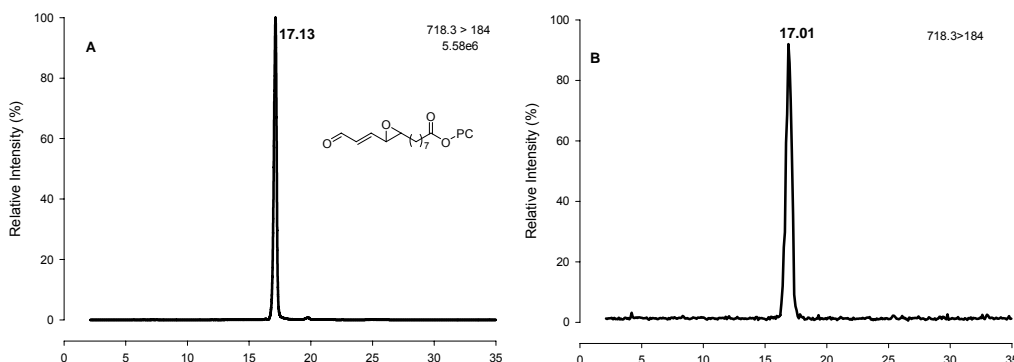 A
17.13
718.3 > 184
5.58e6
Relative Intensity (%)
100
80
60
40
20
0
0 5 10 15 20 25 30 35
O
O
O
O
PC
7
B
17.01
718.3>184
Relative Intensity (%)
100
80
60
40
20
0
0 5 10 15 20 25 30 35